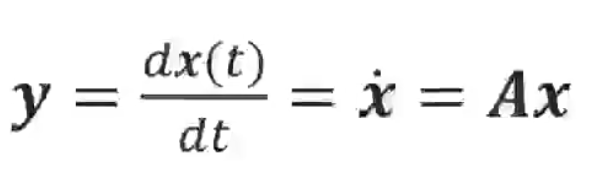 y = dx(t)/dt = ẋ = Ax